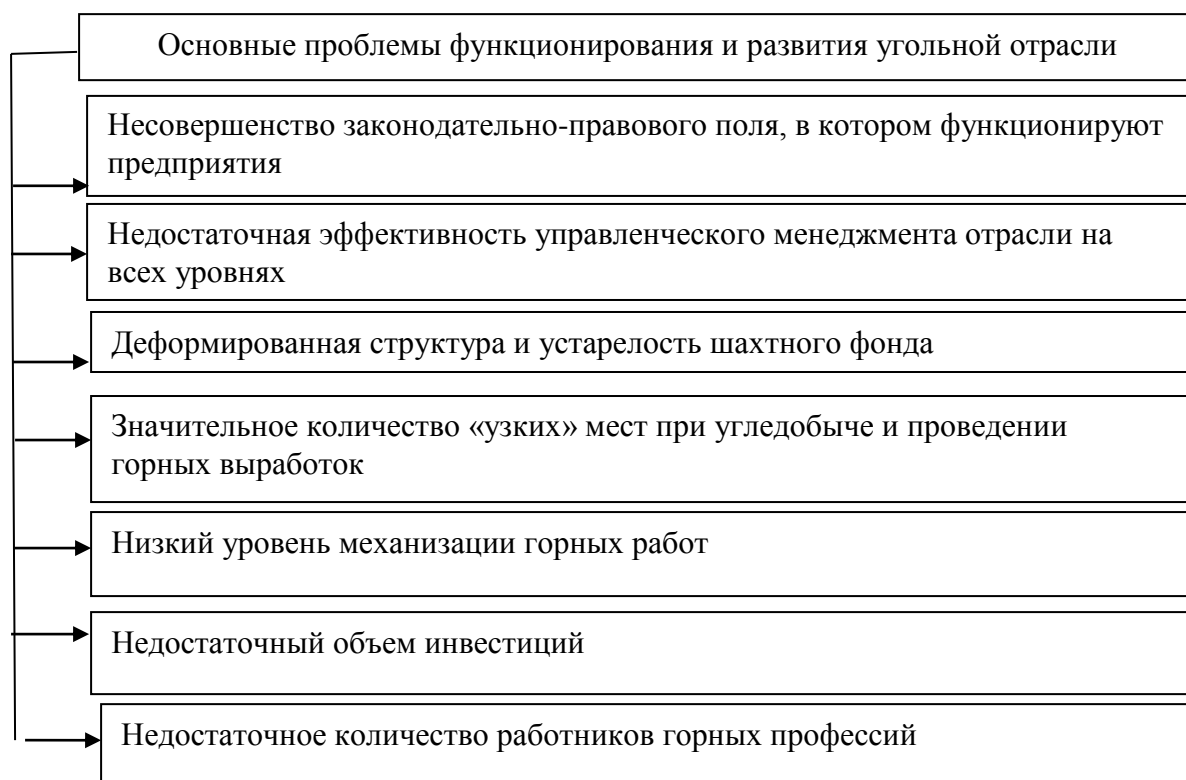 Основные проблемы функционирования и развития угольной отрасли
Несовершенство законодательно-правового поля, в котором функционируют
предприятия
Недостаточная эффективность управленческого менеджмента отрасли на
всех уровнях
Деформированная структура и устарелость шахтного фонда
Значительное количество «узких» мест при угледобыче и проведении
горных выработок
Низкий уровень механизации горных работ
Недостаточный объем инвестиций
Недостаточное количество работников горных профессий